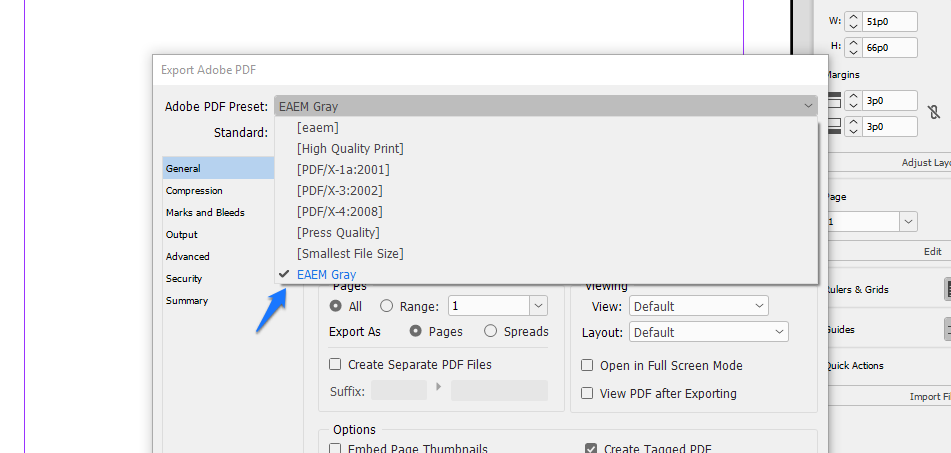 W: 51p0
H: 66p0
Export Adobe PDF
Margins
Adobe PDF Preset: EAEM Gray
3p0
Standard:
[eaem]
3p0
[High Quality Print]
General
[PDF/X-1a:2001]
Adjust Layo
Compression
[PDF/X-3:2002]
Page
Marks and Bleeds
[PDF/X-4:2008]
1
Output
[Press Quality]
Edit
Advanced
[Smallest File Size]
Security
EAEM Gray
Rulers & Grids
Summary
Pages
Viewing
All
Range: 1
View: Default
Guides
Export As
Pages
Spreads
Layout: Default
Create Separate PDF Files
Open in Full Screen Mode
Quick Actions
Suffix:
View PDF after Exporting
Import Fi
Options
Embed Page Thumbnails
Create Tagged PDF